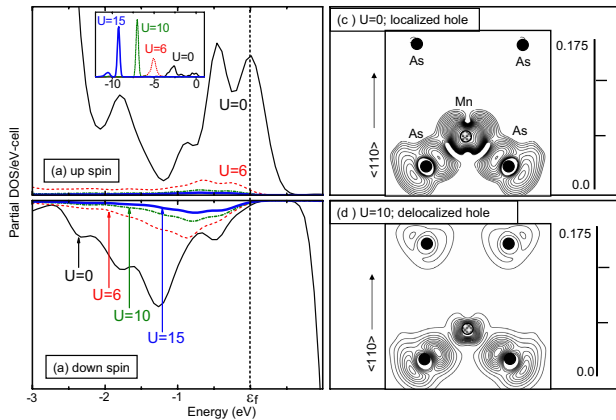 U=15
U=10
U=6
U=0
-10
-5
0
U=0
(a) up spin
U=6
Partial DOS/eV-cell
U=0
U=6
U=10
U=15
(a) down spin
-3
-2
-1
εf
Energy (eV)
(c ) U=0; localized hole
0.175
As
As
Mn
As
As
<110>
0.0
(d ) U=10; delocalized hole
0.175
<110>
0.0